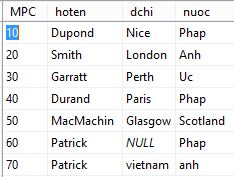 MPC hoten dchi nuoc
10 Dupond Nice Phap
20 Smith London Anh
30 Garratt Perth Uc
40 Durand Paris Phap
50 MacMachin Glasgow Scotland
60 Patrick NULL Phap
70 Patrick vietnam anh